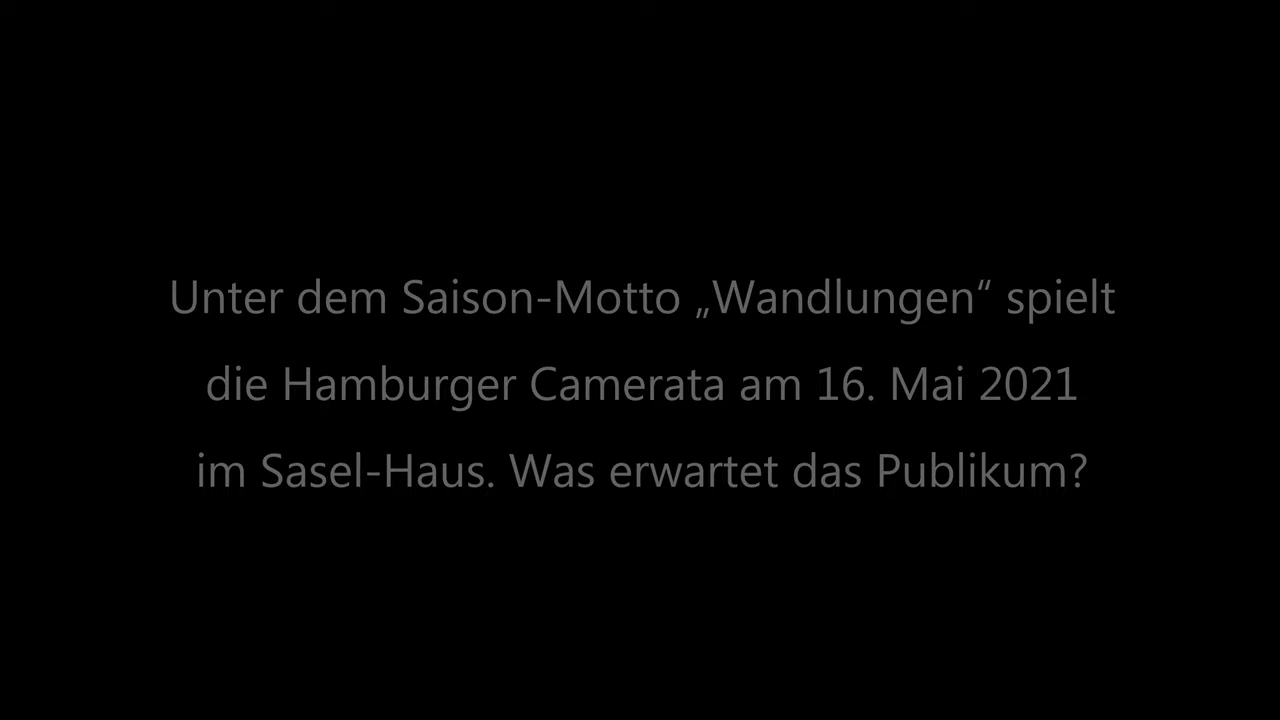 Unter dem Saison-Motto „Wandlungen“ spielt
die Hamburger Camerata am 16. Mai 2021
im Sasel-Haus. Was erwartet das Publikum?